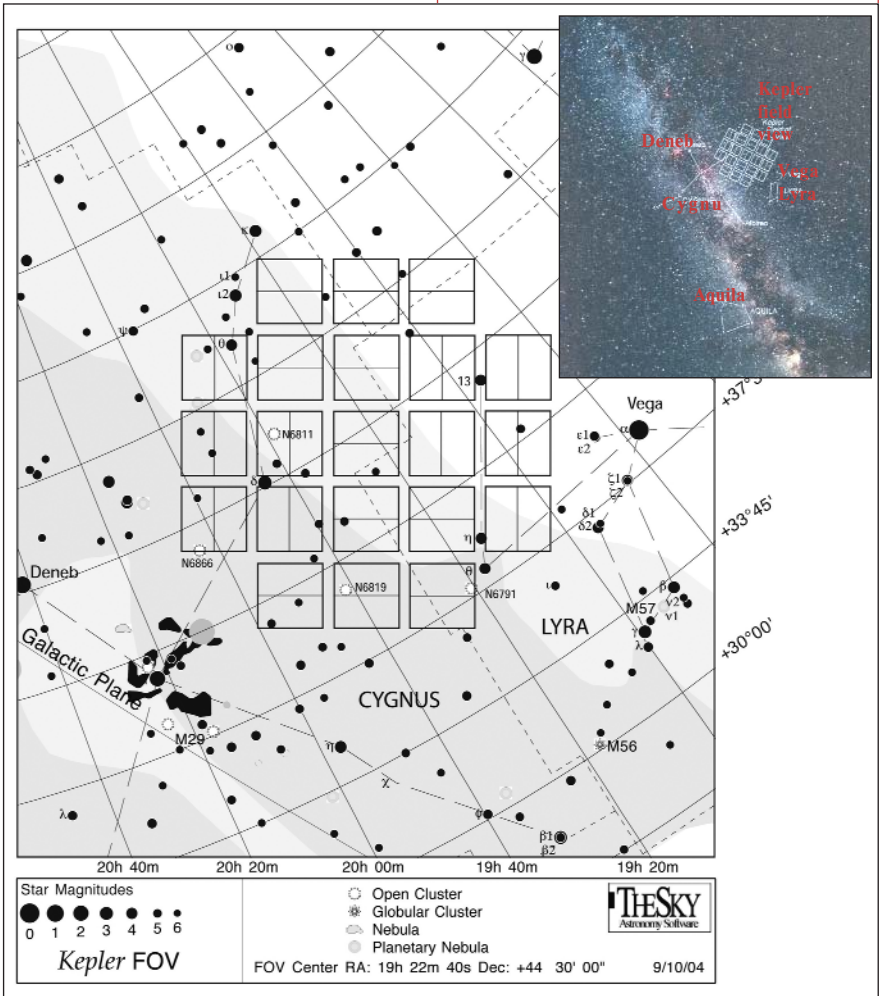 ο
γ
Kepler
field
view
Kepler
Deneb
Vega
Lyra
Cygnu
Albireo
Aquila
AQUILA
κ
ι1
ι2
ψ
θ
13
+37°3
Vega
α
ε1
ε2
N6811
δ
ζ1
ζ2
+33°45'
δ1
δ2
η
N6866
θ
Deneb
N6819
N6791
ι
β
ν2
ν1
M57
γ
λ
LYRA
+30°00'
Galactic Plane
CYGNUS
M29
η
M56
χ
φ
λ
β1
β2
20h 40m
20h 20m
20h 00m
19h 40m
19h 20m
Star Magnitudes
0 1 2 3 4 5 6
Kepler FOV
Open Cluster
Globular Cluster
Nebula
Planetary Nebula
THESKY
Astronomy Software
FOV Center RA: 19h 22m 40s Dec: +44 30' 00"
9/10/04